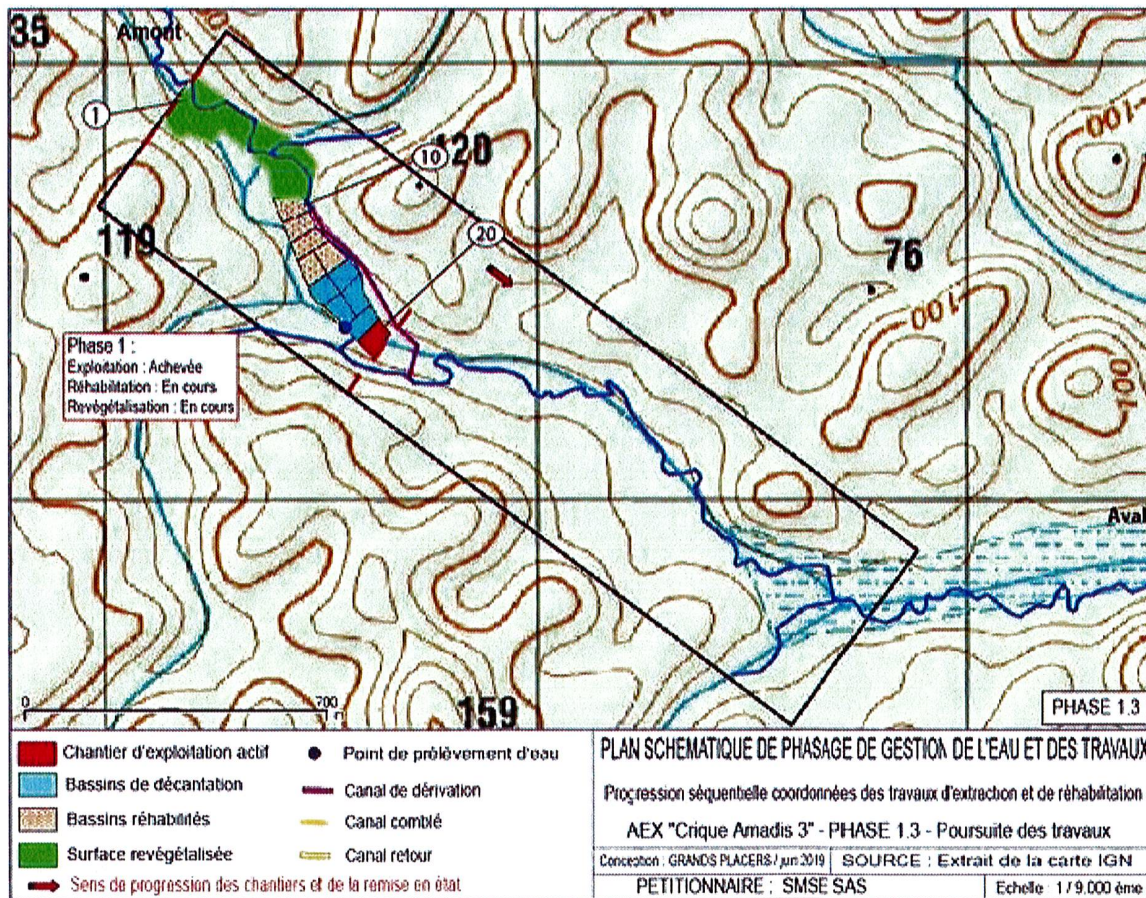 35
Amont
1
120
10
100
20
119
76
100
Phase 1 :
Exploitation : Achevée
Réhabilitation : En cours
Revégétalisation : En cours
100
Aval
0
700
159
PHASE 1.3
Chantier d'exploitation actif
Point de prélèvement d'eau
Bassins de décantation
Canal de dérivation
Bassins réhabilités
Canal comblé
Surface revégétalisée
Canal retour
Sens de progression des chantiers et de la remise en état
PLAN SCHEMATIQUE DE PHASAGE DE GESTION DE L'EAU ET DES TRAVAUX
Progression séquentielle coordonnées des travaux d'extraction et de réhabilitation
AEX "Crique Amadis 3" - PHASE 1.3 - Poursuite des travaux
Conception : GRANDS PLACERS / juin 2019
SOURCE : Extrait de la carte IGN
PETITIONNAIRE : SMSE SAS
Echelle : 1 / 9.000 ème